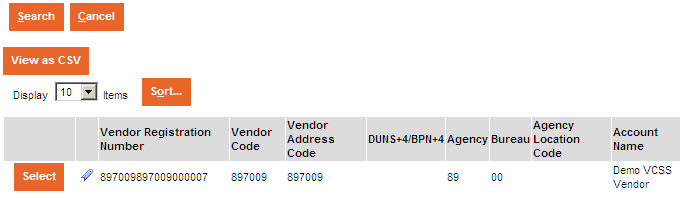 Search Cancel
View as CSV
Display 10 Items Sort...
Vendor Registration Number Vendor Code Vendor Address Code DUNS+4/BPN+4 Agency Bureau Agency Location Code Account Name
Select 897009897009000007 897009 897009 89 00 Demo VCSS Vendor